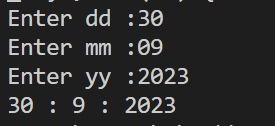 Enter dd :30
Enter mm :09
Enter yy :2023
30 : 9 : 2023